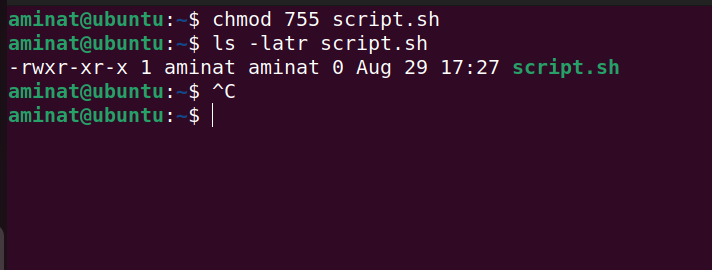 aminat@ubuntu:~$ chmod 755 script.sh
aminat@ubuntu:~$ ls -latr script.sh
-rwxr-xr-x 1 aminat aminat 0 Aug 29 17:27 script.sh
aminat@ubuntu:~$ ^C
aminat@ubuntu:~$